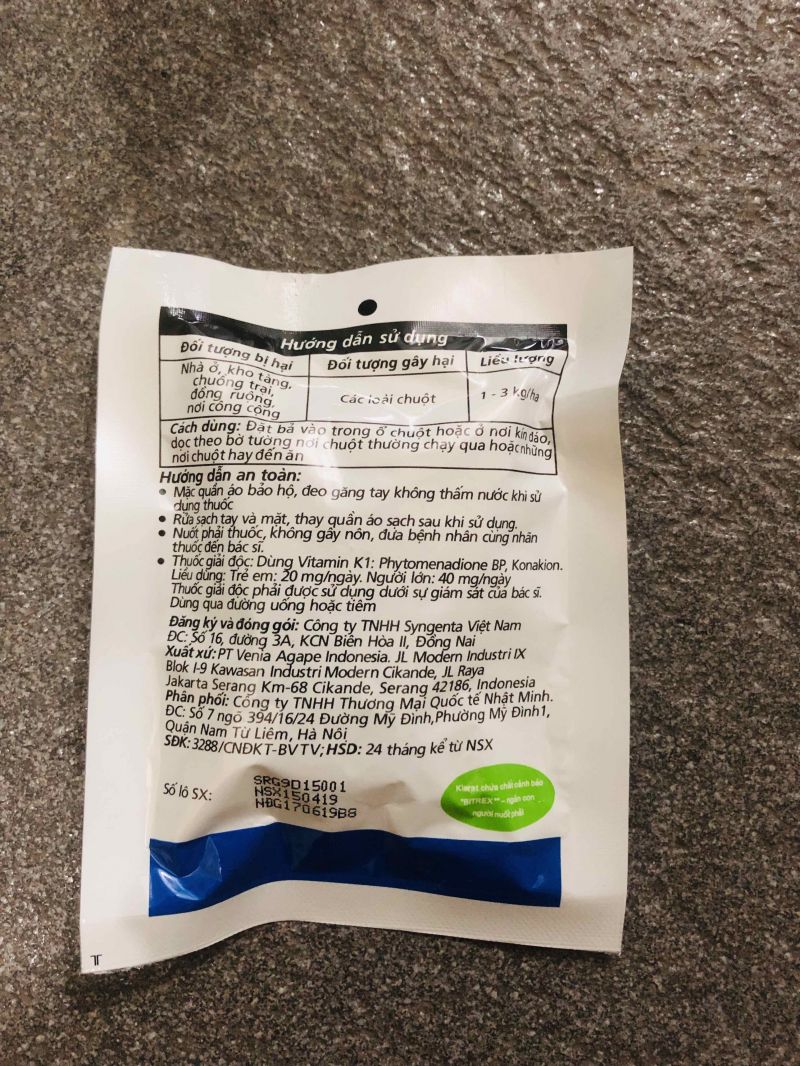 Hướng dẫn sử dụng
Đối tượng bị hại
Đối tượng gây hại
Liều lượng
Nhà ở, kho tàng,
chuồng trại,
đồng ruộng,
nơi công cộng
Các loài chuột
1 - 3 kg/ha
Cách dùng: Đặt bả vào trong ổ chuột hoặc ở nơi kín đáo,
dọc theo bờ tường nơi chuột thường chạy qua hoặc những
nơi chuột hay đến ăn
Hướng dẫn an toàn:
• Mặc quần áo bảo hộ, đeo găng tay không thấm nước khi sử
dụng thuốc
• Rửa sạch tay và mặt, thay quần áo sạch sau khi sử dụng.
• Nuốt phải thuốc, không gây nôn, đưa bệnh nhân cùng nhãn
thuốc đến bác sĩ.
• Thuốc giải độc: Dùng Vitamin K1: Phytomenadione BP, Konakion.
Liều dùng: Trẻ em: 20 mg/ngày. Người lớn: 40 mg/ngày
Thuốc giải độc phải được sử dụng dưới sự giám sát của bác sĩ.
Dùng qua đường uống hoặc tiêm
Đăng ký và đóng gói: Công ty TNHH Syngenta Việt Nam
ĐC: Số 16, đường 3A, KCN Biên Hòa II, Đồng Nai
Xuất xứ: PT Venia Agape Indonesia. JL Modern Industri IX
Blok I-9 Kawasan Industri Modern Cikande, JL Raya
Jakarta Serang Km-68 Cikande, Serang 42186, Indonesia
Phân phối: Công ty TNHH Thương Mại Quốc tế Nhật Minh.
ĐC: Số 7 ngõ 394/16/24 Đường Mỹ Đình,Phường Mỹ Đình1,
Quận Nam Từ Liêm, Hà Nội
SĐK: 3288/CNĐKT-BVTV; HSD: 24 tháng kể từ NSX
Số lô SX:
SRG9D15001
NSX150419
NĐG170619B8
Klerat chứa chất cảnh báo
"BITREX™" - ngăn con
người nuốt phải